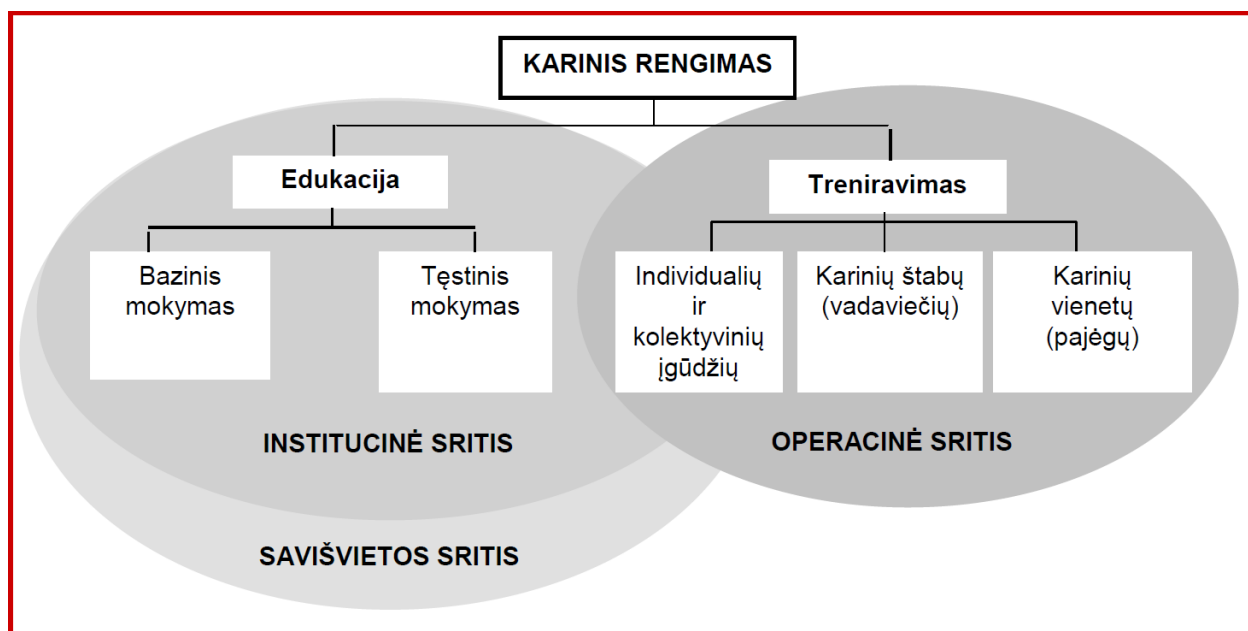 KARINIS RENGIMAS
Edukacija
Treniravimas
Bazinis
mokymas
Tęstinis
mokymas
Individualių
ir
kolektyvinių
įgūdžių
Karinių štabų
(vadaviečių)
Karinių
vienetų
(pajėgų)
INSTITUCINĖ SRITIS
OPERACINĖ SRITIS
SAVIŠVIETOS SRITIS